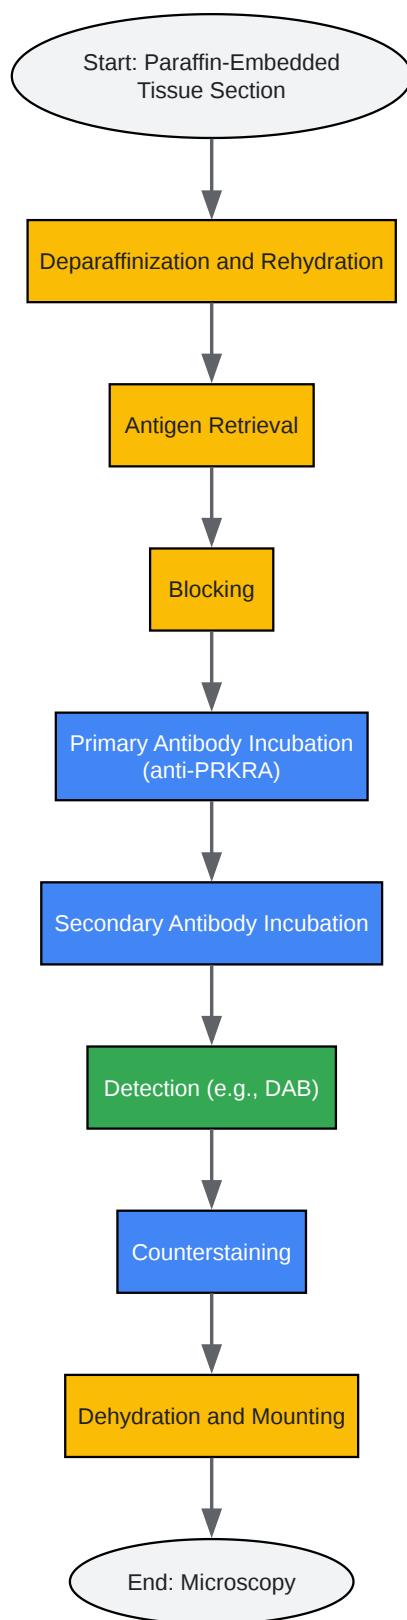 Start: Paraffin-Embedded
Tissue Section
Deparaffinization and Rehydration
Antigen Retrieval
Blocking
Primary Antibody Incubation
(anti-PRKRA)
Secondary Antibody Incubation
Detection (e.g., DAB)
Counterstaining
Dehydration and Mounting
End: Microscopy